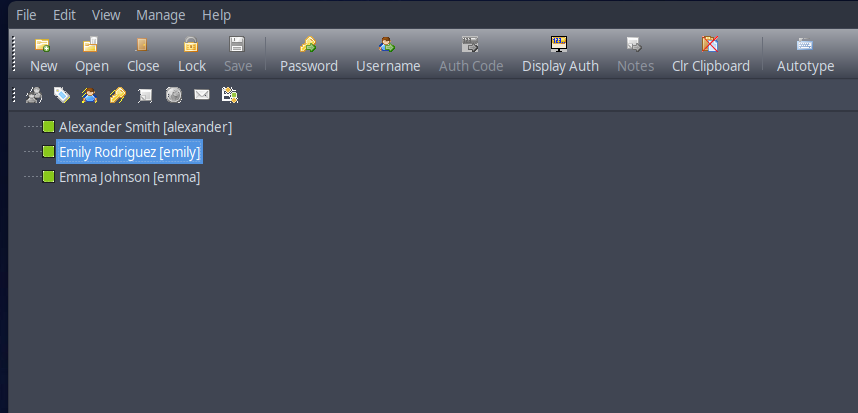 File Edit View Manage Help
New Open Close Lock Save Password Username Auth Code Display Auth Notes Clr Clipboard Autotype
Alexander Smith [alexander]
Emily Rodriguez [emily]
Emma Johnson [emma]